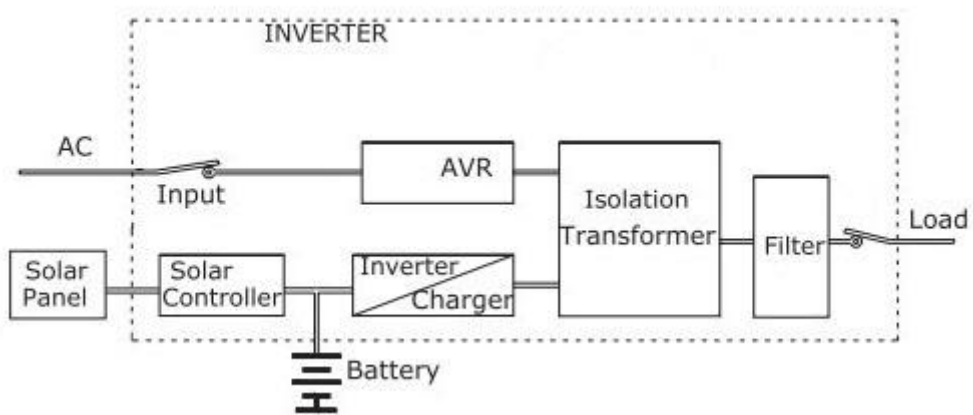 INVERTER
AC
Input
AVR
Isolation
Transformer
Filter
Load
Solar
Panel
Solar
Controller
Inverter
Charger
Battery